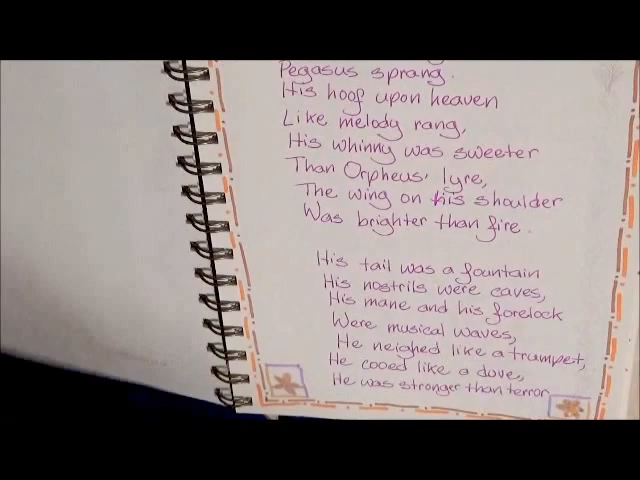 Pegasus sprang.
His hoof upon heaven
Like melody rang,
His whinny was sweeter
Than Orpheus' lyre,
The wing on his shoulder
Was brighter than fire.
His tail was a fountain
His nostrils were caves,
His mane and his forelock
Were musical waves,
He neighed like a trumpet,
He cooed like a dove,
He was stronger than terror